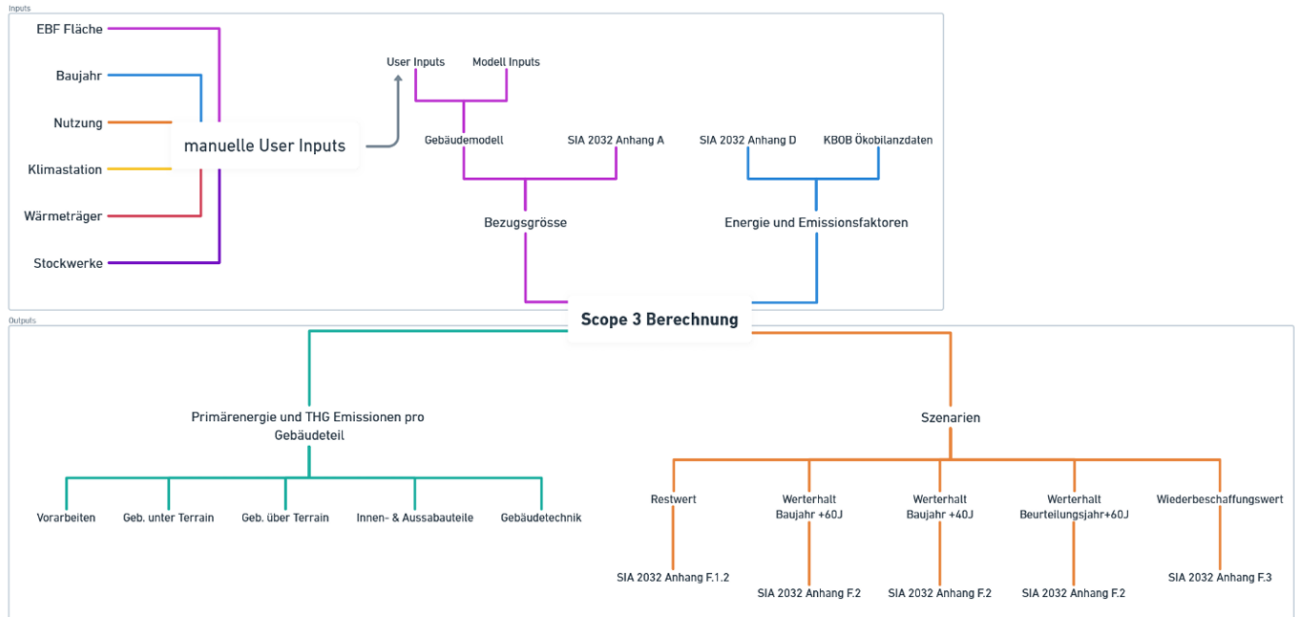 Inputs
EBF Fläche
Baujahr
Nutzung
Klimastation
Wärmeträger
Stockwerke
manuelle User Inputs
User Inputs
Modell Inputs
Gebäudemodell
SIA 2032 Anhang A
SIA 2032 Anhang D
KBOB Ökobilanzdaten
Bezugsgrösse
Energie und Emissionsfaktoren
Scope 3 Berechnung
Outputs
Primärenergie und THG Emissionen pro
Gebäudeteil
Vorarbeiten
Geb. unter Terrain
Geb. über Terrain
Innen- & Aussabauteile
Gebäudetechnik
Szenarien
Restwert
Werterhalt
Baujahr +60J
Werterhalt
Baujahr +40J
Werterhalt
Beurteilungsjahr+60J
Wiederbeschaffungswert
SIA 2032 Anhang F.1.2
SIA 2032 Anhang F.2
SIA 2032 Anhang F.2
SIA 2032 Anhang F.2
SIA 2032 Anhang F.3